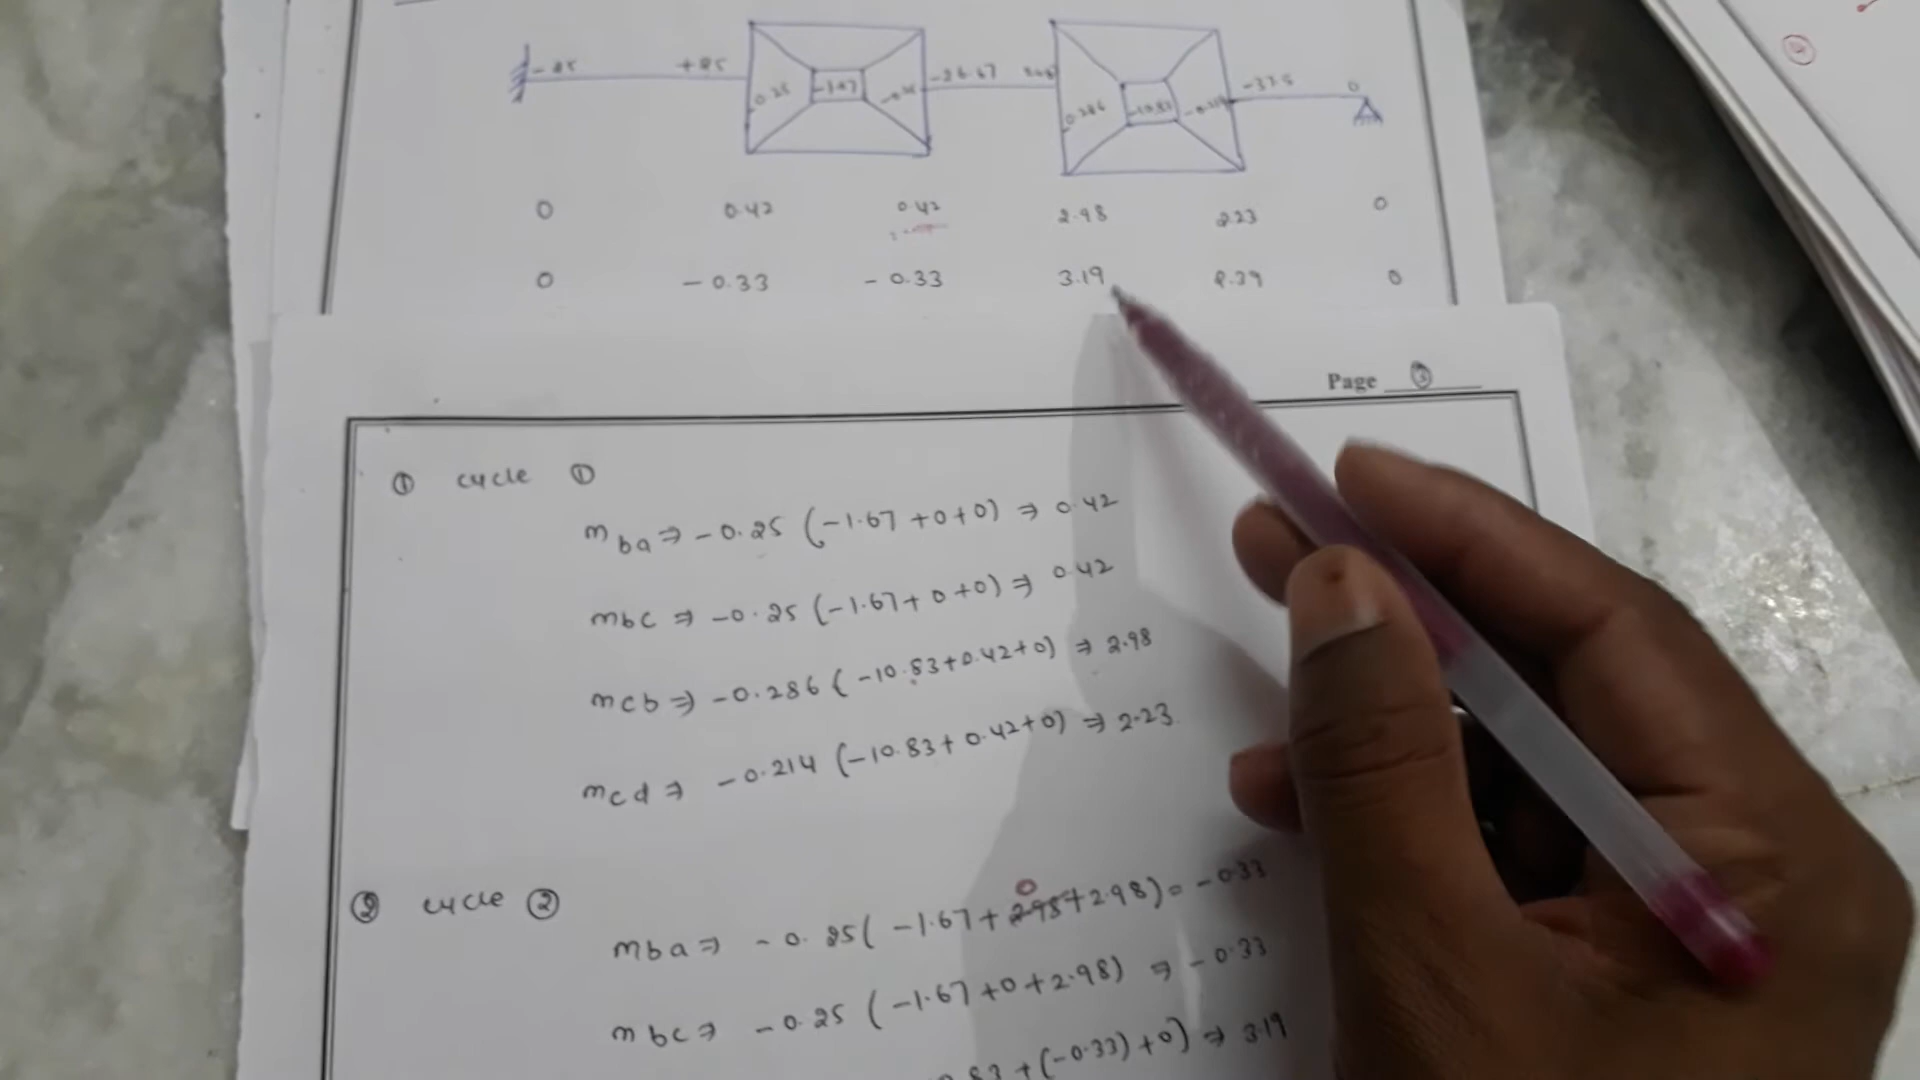 -25 +25 -26.67 -37.5 0
0.25 -1.67 0.286 -10.83
0 0.42 0.42 2.98 2.23 0
0 -0.33 -0.33 3.19 2.39 0
Page ③
① cycle ①
mba ⇒ -0.25 (-1.67 +0+0) ⇒ 0.42
mbc ⇒ -0.25 (-1.67+0+0) ⇒ 0.42
mcb ⇒ -0.286 (-10.83+0.42+0) ⇒ 2.98
mcd ⇒ -0.214 (-10.83+0.42+0) ⇒ 2.23
② cycle ②
mba ⇒ -0.25( -1.67+ 0 +2.98) = -0.33
mbc ⇒ -0.25 (-1.67 +0+2.98) ⇒ -0.33
83 + (-0.33) +0] ⇒ 3.19